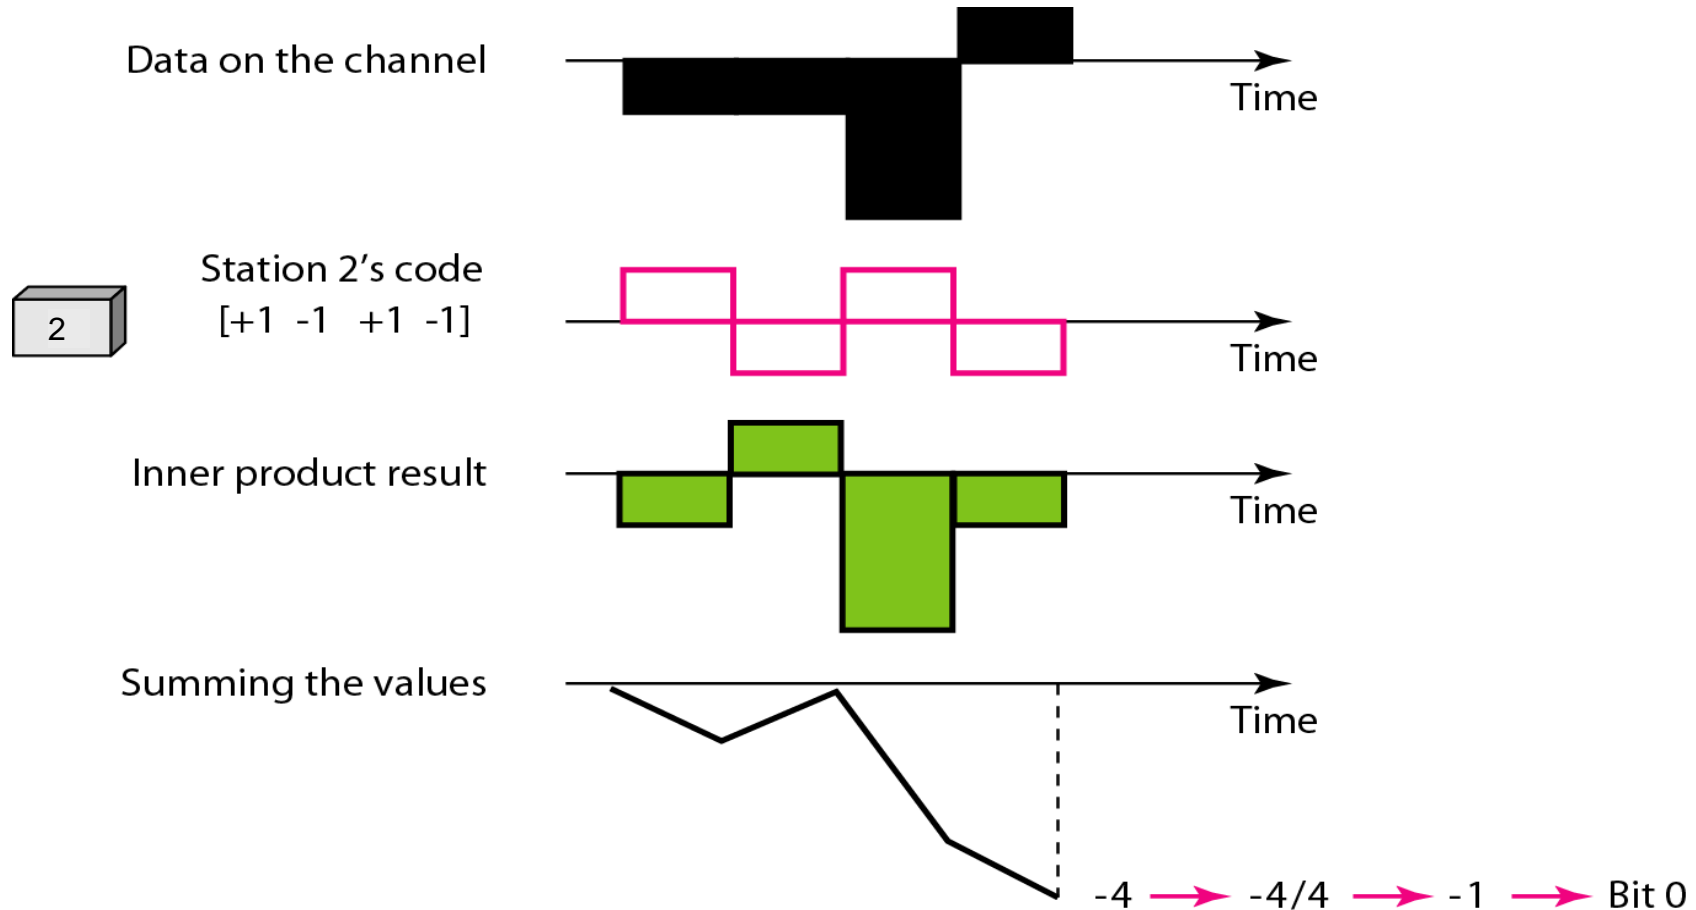 Data on the channel
Time
Station 2’s code
[+1 -1 +1 -1]
2
Time
Inner product result
Time
Summing the values
Time
-4 -4/4 -1 Bit 0